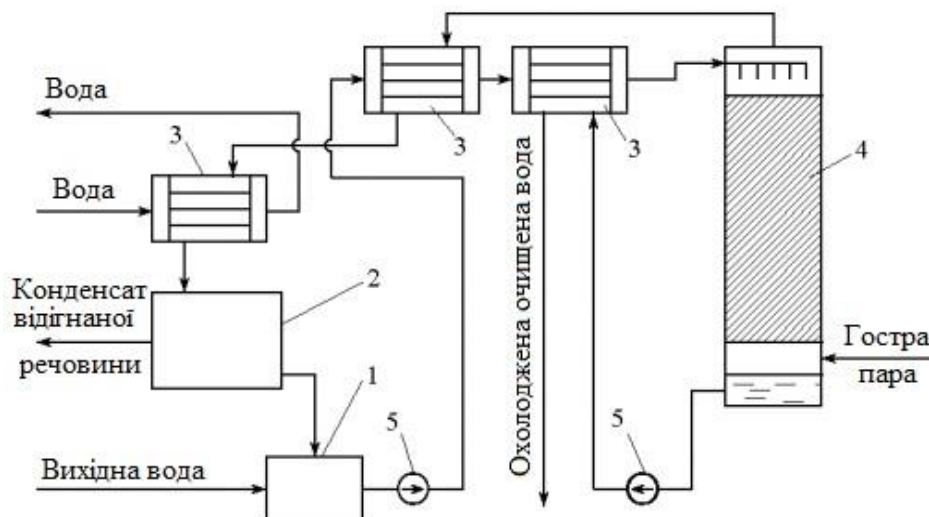 Вода
3
Вода
3
3
4
Конденсат
відігнаної
речовини
2
Охолоджена очищена вода
Гостра
пара
1
5
5
Вихідна вода